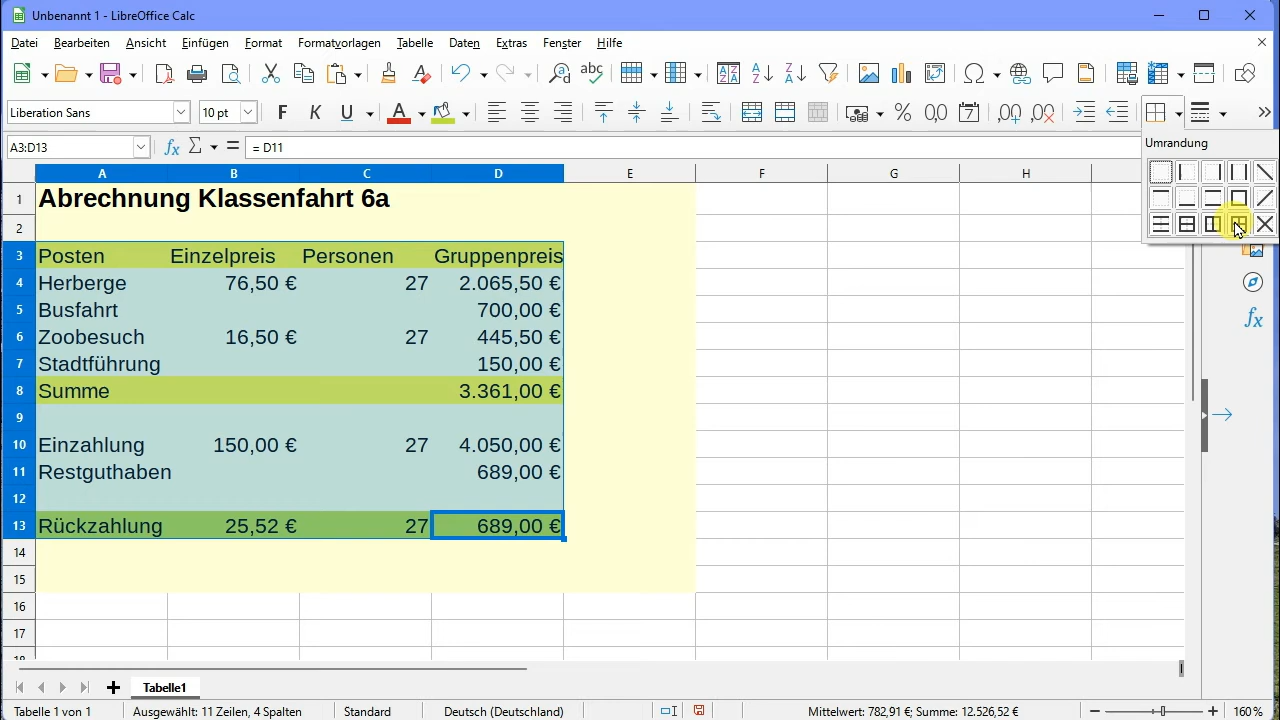 Unbenannt 1 - LibreOffice Calc
Datei Bearbeiten Ansicht Einfügen Format Formatvorlagen Tabelle Daten Extras Fenster Hilfe
Liberation Sans 10 pt F K U A % 0,0 7
A3:D13 fx Σ = = D11
Umrandung
A B C D E F G H
1 Abrechnung Klassenfahrt 6a
2
3 Posten Einzelpreis Personen Gruppenpreis
4 Herberge 76,50 € 27 2.065,50 €
5 Busfahrt 700,00 €
6 Zoobesuch 16,50 € 27 445,50 €
7 Stadtführung 150,00 €
8 Summe 3.361,00 €
9
10 Einzahlung 150,00 € 27 4.050,00 €
11 Restguthaben 689,00 €
12
13 Rückzahlung 25,52 € 27 689,00 €
14
15
16
17
18
Tabelle1
Tabelle 1 von 1 Ausgewählt: 11 Zeilen, 4 Spalten Standard Deutsch (Deutschland) Mittelwert: 782,91 €; Summe: 12.526,52 € 160%